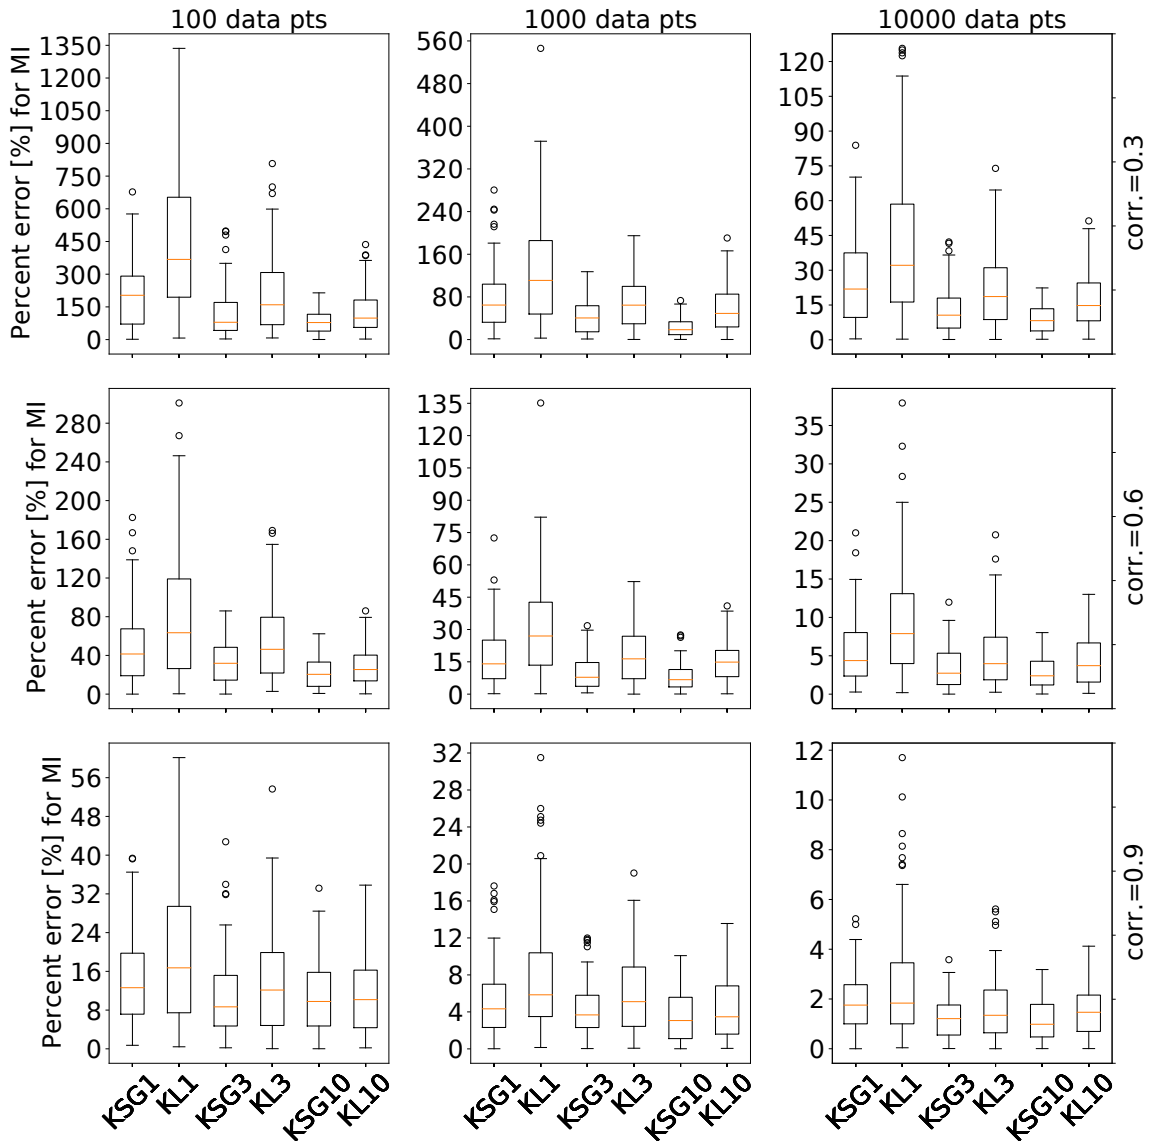 100 data pts
1000 data pts
10000 data pts
Percent error [%] for MI
1350
1200
1050
900
750
600
450
300
150
0
560
480
400
320
240
160
80
0
120
105
90
75
60
45
30
15
0
corr.=0.3
Percent error [%] for MI
280
240
200
160
120
80
40
0
135
120
105
90
75
60
45
30
15
0
35
30
25
20
15
10
5
0
corr.=0.6
Percent error [%] for MI
56
48
40
32
24
16
8
0
32
28
24
20
16
12
8
4
0
12
10
8
6
4
2
0
corr.=0.9
KSG1
KL1
KSG3
KL3
KSG10
KL10
KSG1
KL1
KSG3
KL3
KSG10
KL10
KSG1
KL1
KSG3
KL3
KSG10
KL10